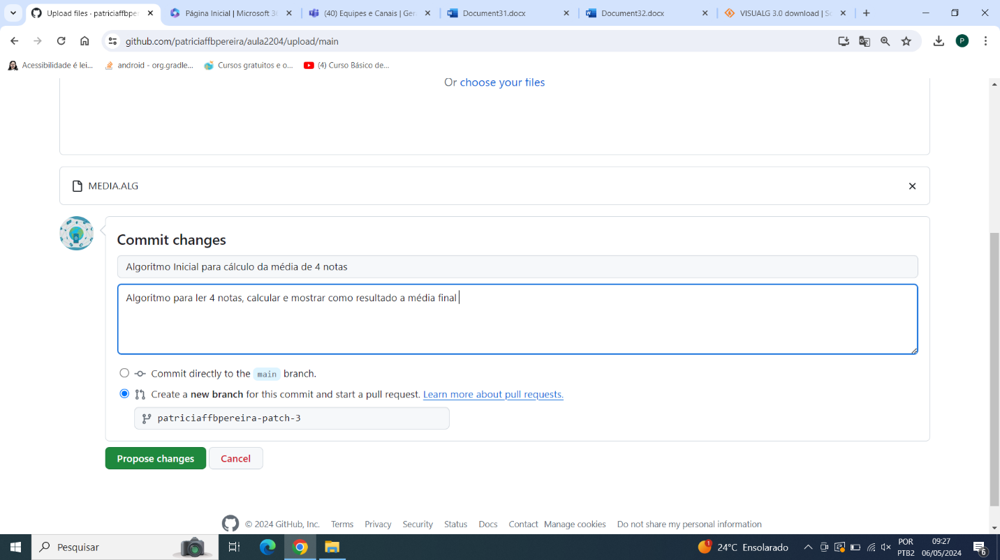 Upload files · patriciaffbper
Página Inicial | Microsoft 36
(40) Equipes e Canais | Ger
Document31.docx
Document32.docx
VISUALG 3.0 download | So
github.com/patriciaffbpereira/aula2204/upload/main
P
Acessibilidade é lei...
android - org.gradle...
Cursos gratuitos e o...
(4) Curso Básico de...
Or choose your files
MEDIA.ALG
Commit changes
Algoritmo Inicial para cálculo da média de 4 notas
Algoritmo para ler 4 notas, calcular e mostrar como resultado a média final
Commit directly to the main branch.
Create a new branch for this commit and start a pull request. Learn more about pull requests.
patriciaffbpereira-patch-3
Propose changes
Cancel
© 2024 GitHub, Inc. Terms Privacy Security Status Docs Contact Manage cookies Do not share my personal information
Pesquisar
1
24°C Ensolarado
POR
PTB2
09:27
06/05/2024
6